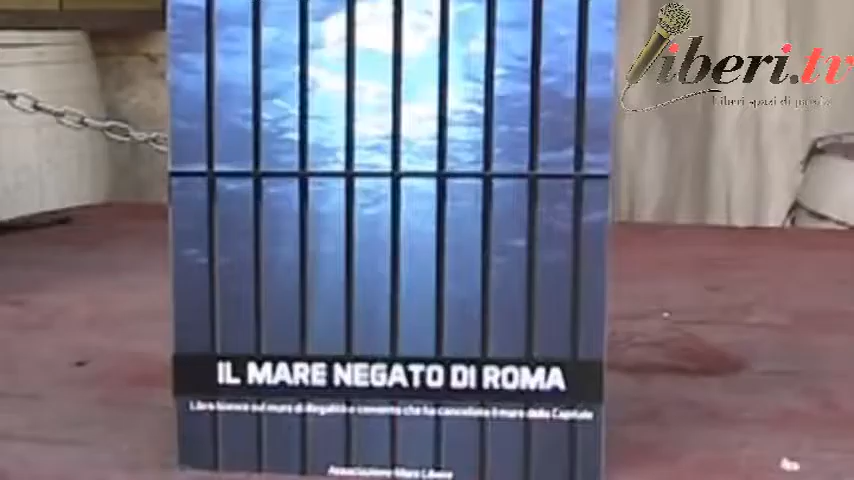 liberi.tv
Liberi spazi di parola
IL MARE NEGATO DI ROMA
Libro bianco sul muro di illegalità e cemento che ha cancellato il mare della Capitale
Associazione Mare Libero